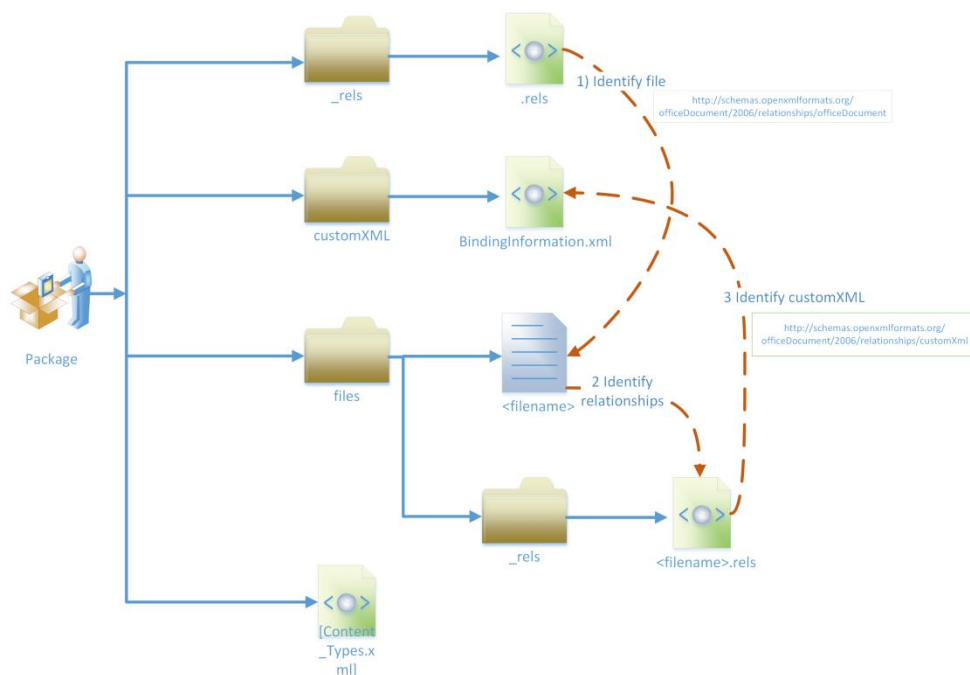 _rels
.rels
1) Identify file
http://schemas.openxmlformats.org/
officeDocument/2006/relationships/officeDocument
customXML
BindingInformation.xml
3 Identify customXML
http://schemas.openxmlformats.org/
officeDocument/2006/relationships/customXml
Package
files
<filename>
2 Identify
relationships
_rels
<filename>.rels
[Content
_Types.x
ml]